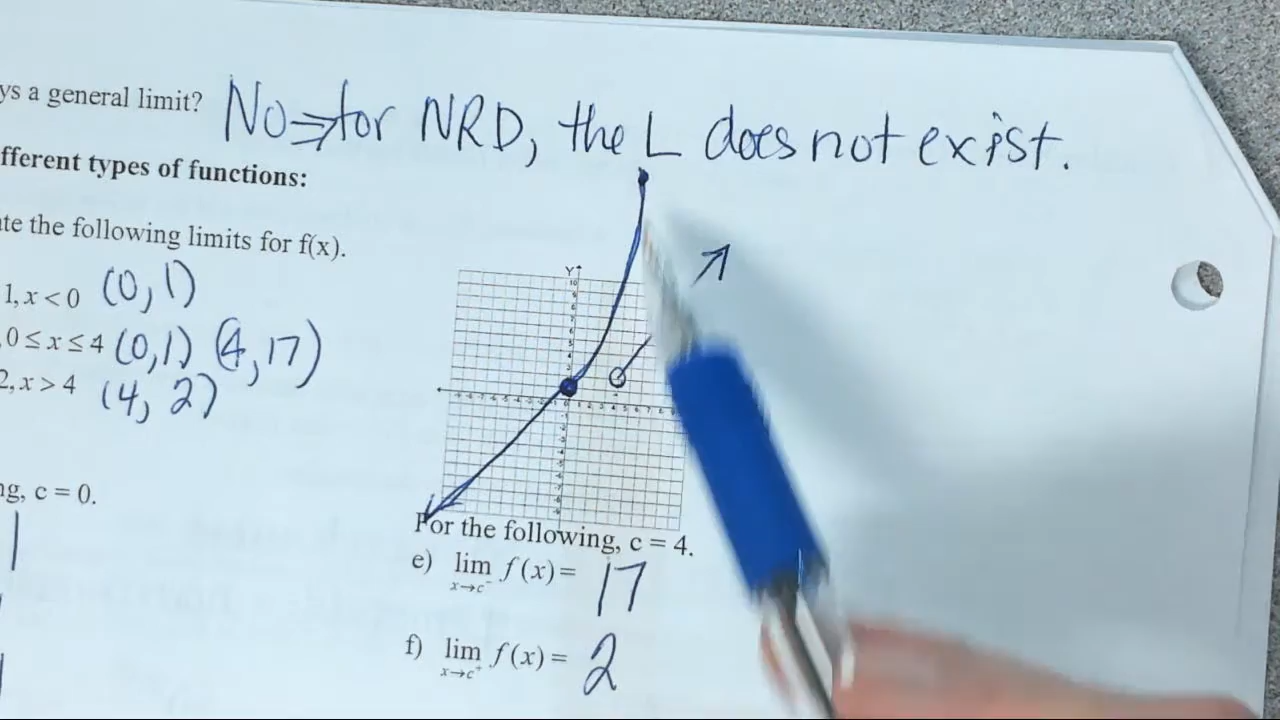 ys a general limit? No ⇒ for NRD, the L does not exist.
fferent types of functions:
te the following limits for f(x).
1, x < 0 (0, 1)
0 ≤ x ≤ 4 (0, 1) (4, 17)
2, x > 4 (4, 2)
Y
g, c = 0.
1
For the following, c = 4.
e) lim x→c⁻ f(x) = 17
f) lim x→c⁺ f(x) = 2